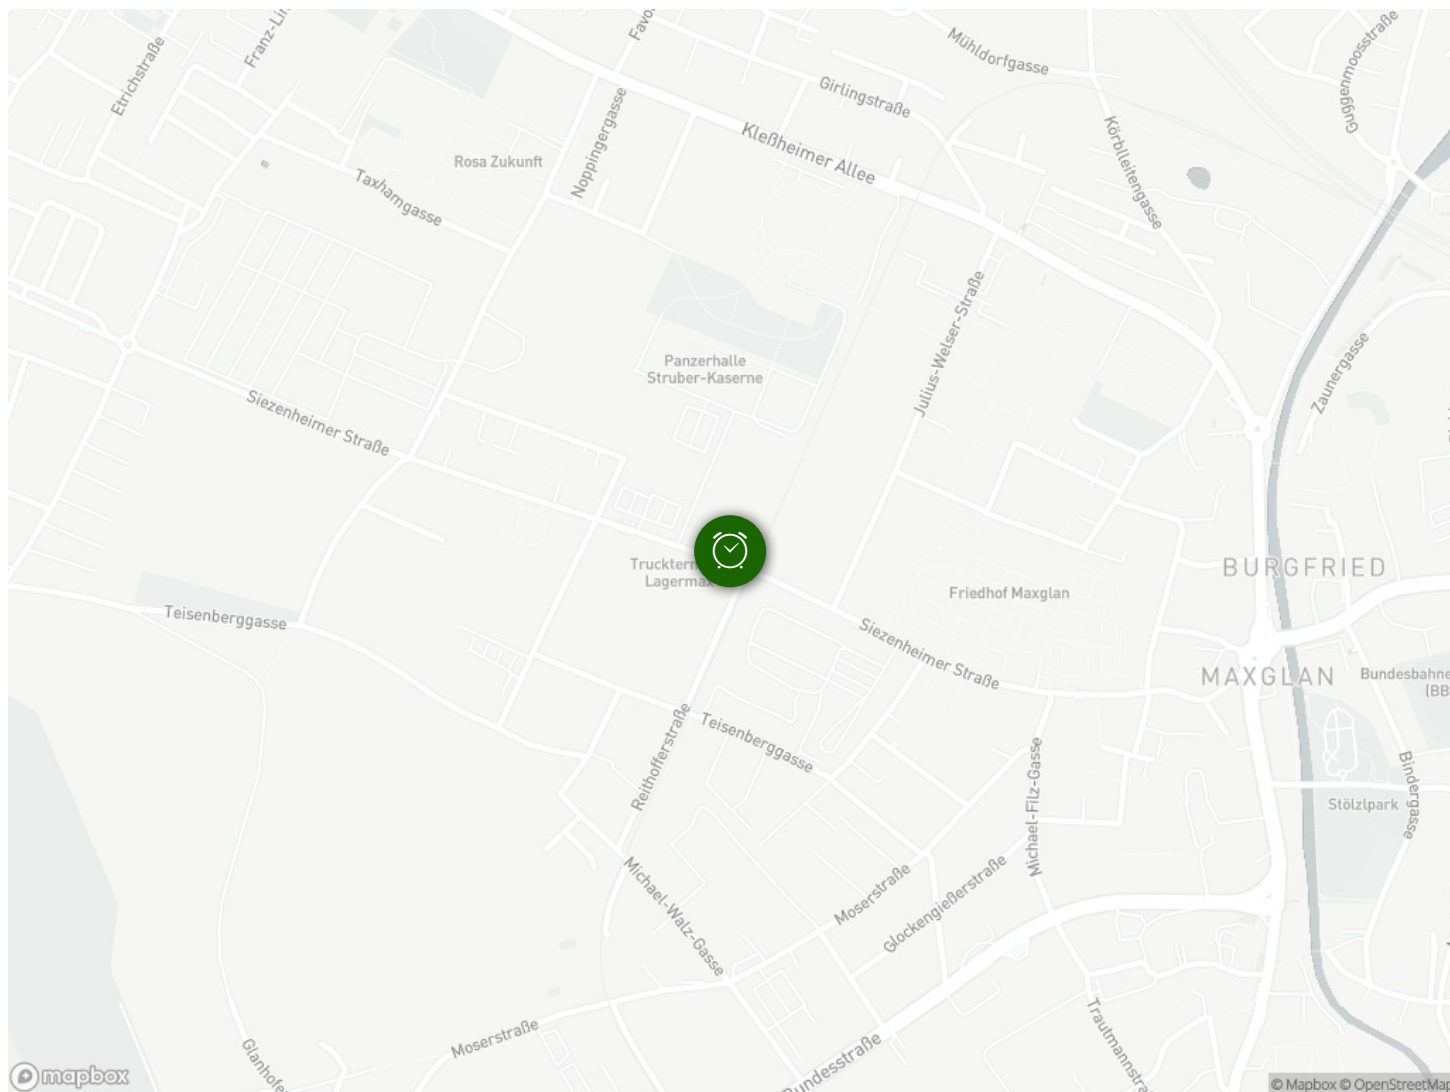 Etrichstraße
Mühldorfgasse
Guggenmoosstraße
Girlingstraße
Kleßheimer Allee
Körblleitengasse
Rosa Zukunft
Noppingergasse
Taxhamgasse
Julius-Welser-Straße
Panzerhalle
Struber-Kaserne
Zaunergasse
Siezenheimer Straße
Lagermax
BURGFRIED
Friedhof Maxglan
Teisenberggasse
Siezenheimer Straße
MAXGLAN
Reithofferstraße
Teisenberggasse
Michael-Filz-Gasse
Bindergasse
Stölzlpark
Michael-Walz-Gasse
Moserstraße
Glockengießerstraße
Moserstraße
mapbox
© Mapbox © OpenStreetMap